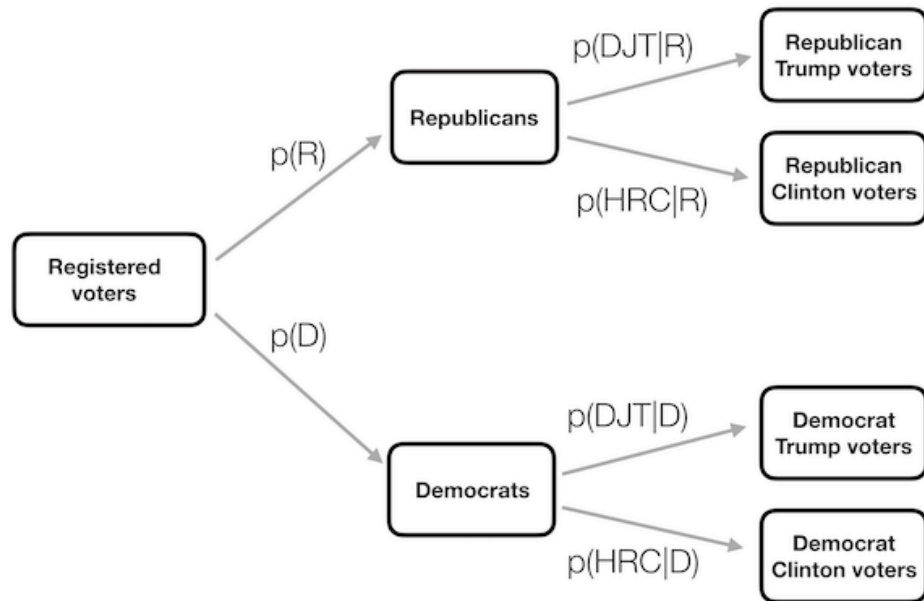 p(DJT|R)
Republican
Trump voters
Republicans
p(R)
Republican
Clinton voters
p(HRC|R)
Registered
voters
p(D)
p(DJT|D)
Democrat
Trump voters
Democrats
Democrat
Clinton voters
p(HRC|D)